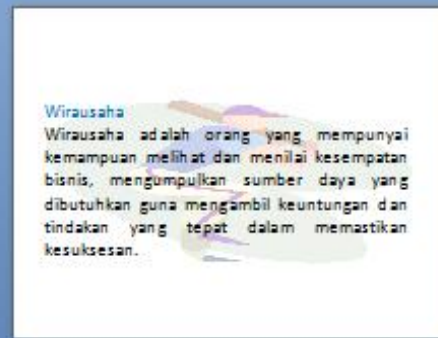 Wirausaha
Wirausaha adalah orang yang mempunyai
kemampuan melihat dan menilai kesempatan
bisnis, mengumpulkan sumber daya yang
dibutuhkan guna mengambil keuntungan dan
tindakan yang tepat dalam memastikan
kesuksesan.